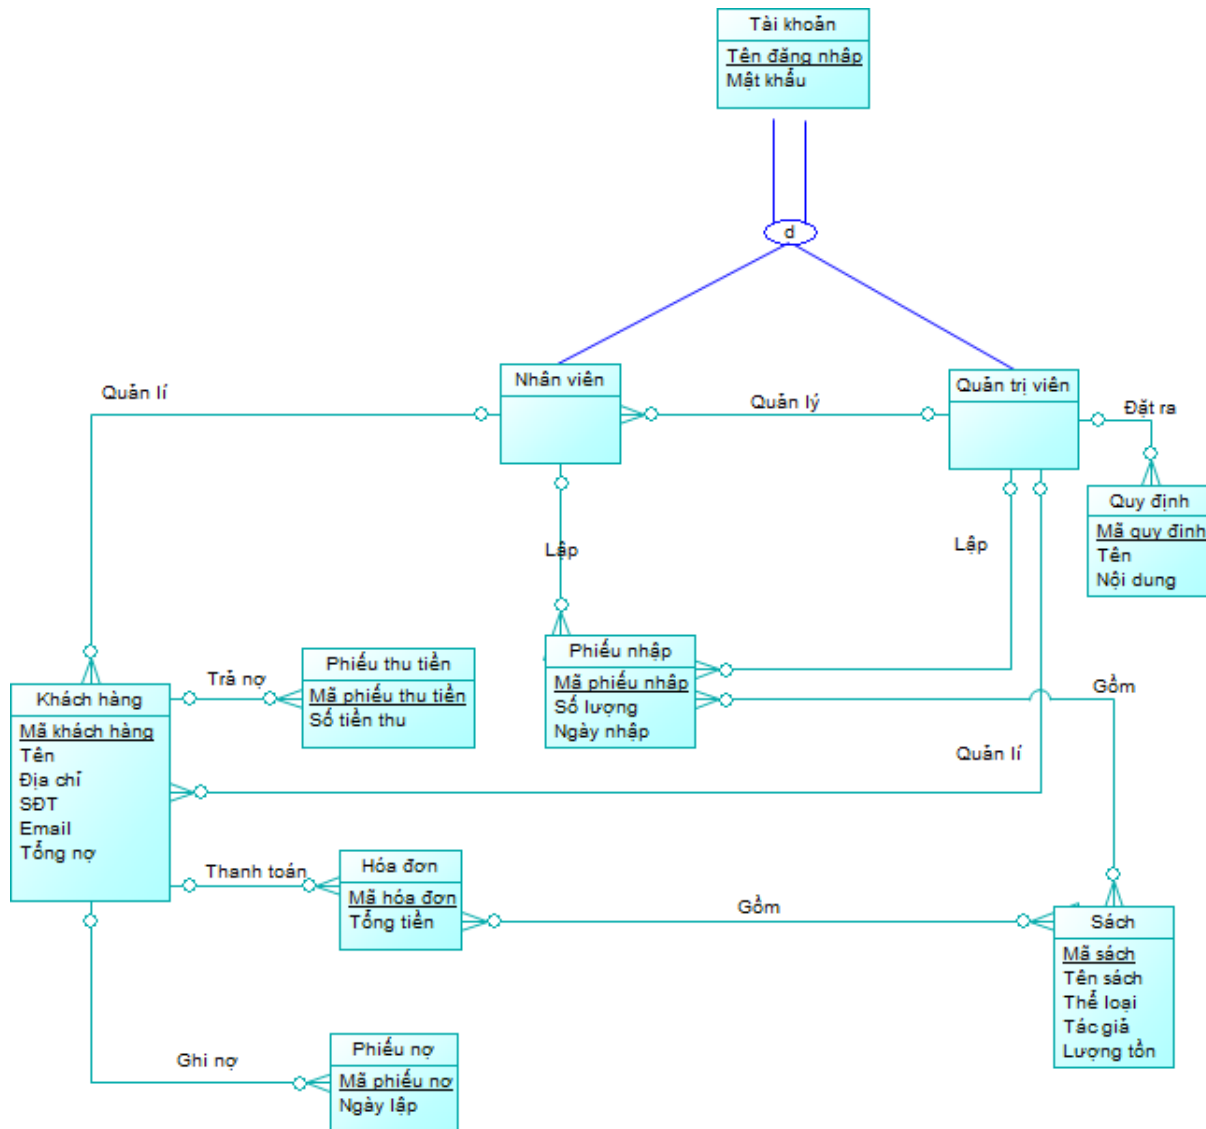 Tài khoản
Tên đăng nhập
Mật khẩu
d
Nhân viên
Quản trị viên
Quản lí
Quản lý
Đặt ra
Quy định
Mã quy định
Tên
Nội dung
Lập
Lập
Phiếu nhập
Mã phiếu nhập
Số lượng
Ngày nhập
Phiếu thu tiền
Mã phiếu thu tiền
Số tiền thu
Trả nợ
Gồm
Khách hàng
Mã khách hàng
Tên
Địa chỉ
SĐT
Email
Tổng nợ
Quản lí
Thanh toán
Hóa đơn
Mã hóa đơn
Tổng tiền
Gồm
Sách
Mã sách
Tên sách
Thể loại
Tác giả
Lượng tồn
Ghi nợ
Phiếu nợ
Mã phiếu nợ
Ngày lập